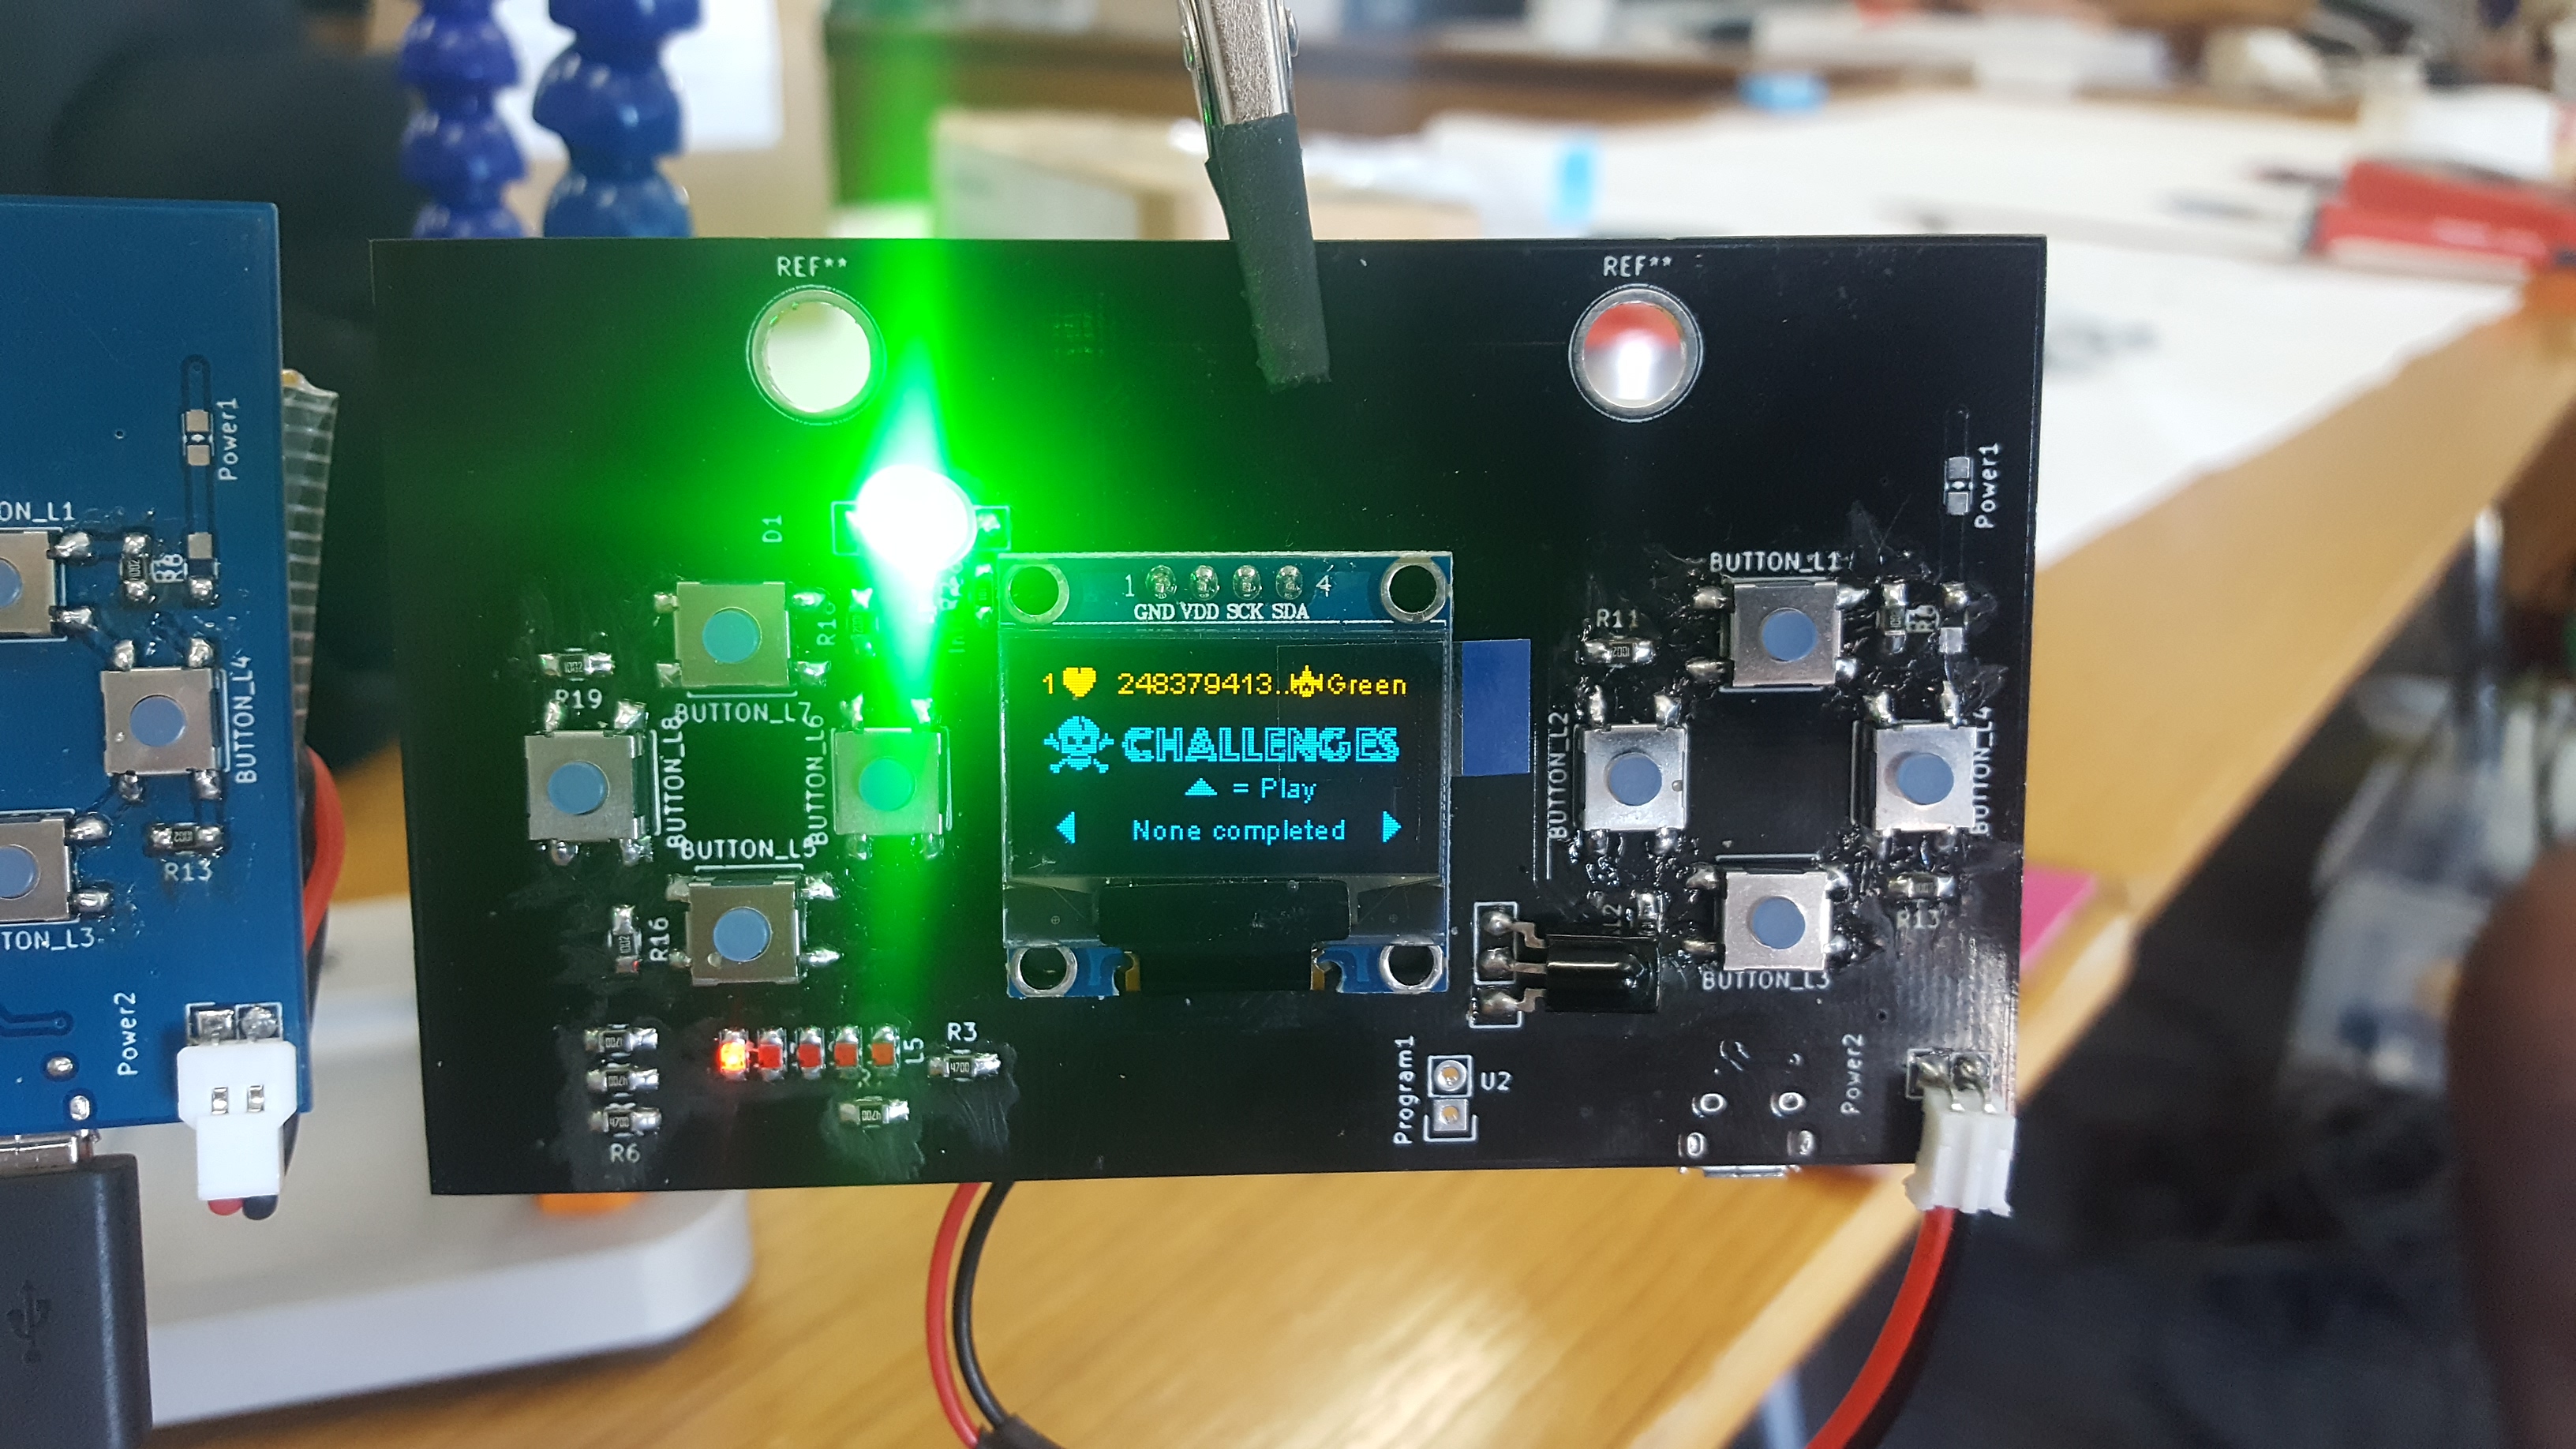 REF**
REF**
Power1
Power1
ON_L1
BUTTON_L1
D1
1
4
GND VDD SCK SDA
R8
R11
1 248379413.. Green
CHALLENGES
= Play
None completed
R19
BUTTON_L7
BUTTON_L8
BUTTON_L6
BUTTON_L5
BUTTON_L2
BUTTON_L4
BUTTON_L4
R13
R13
R16
TON_L3
BUTTON_L3
Power2
Power2
L5
R3
4700
Program1
U2
R6